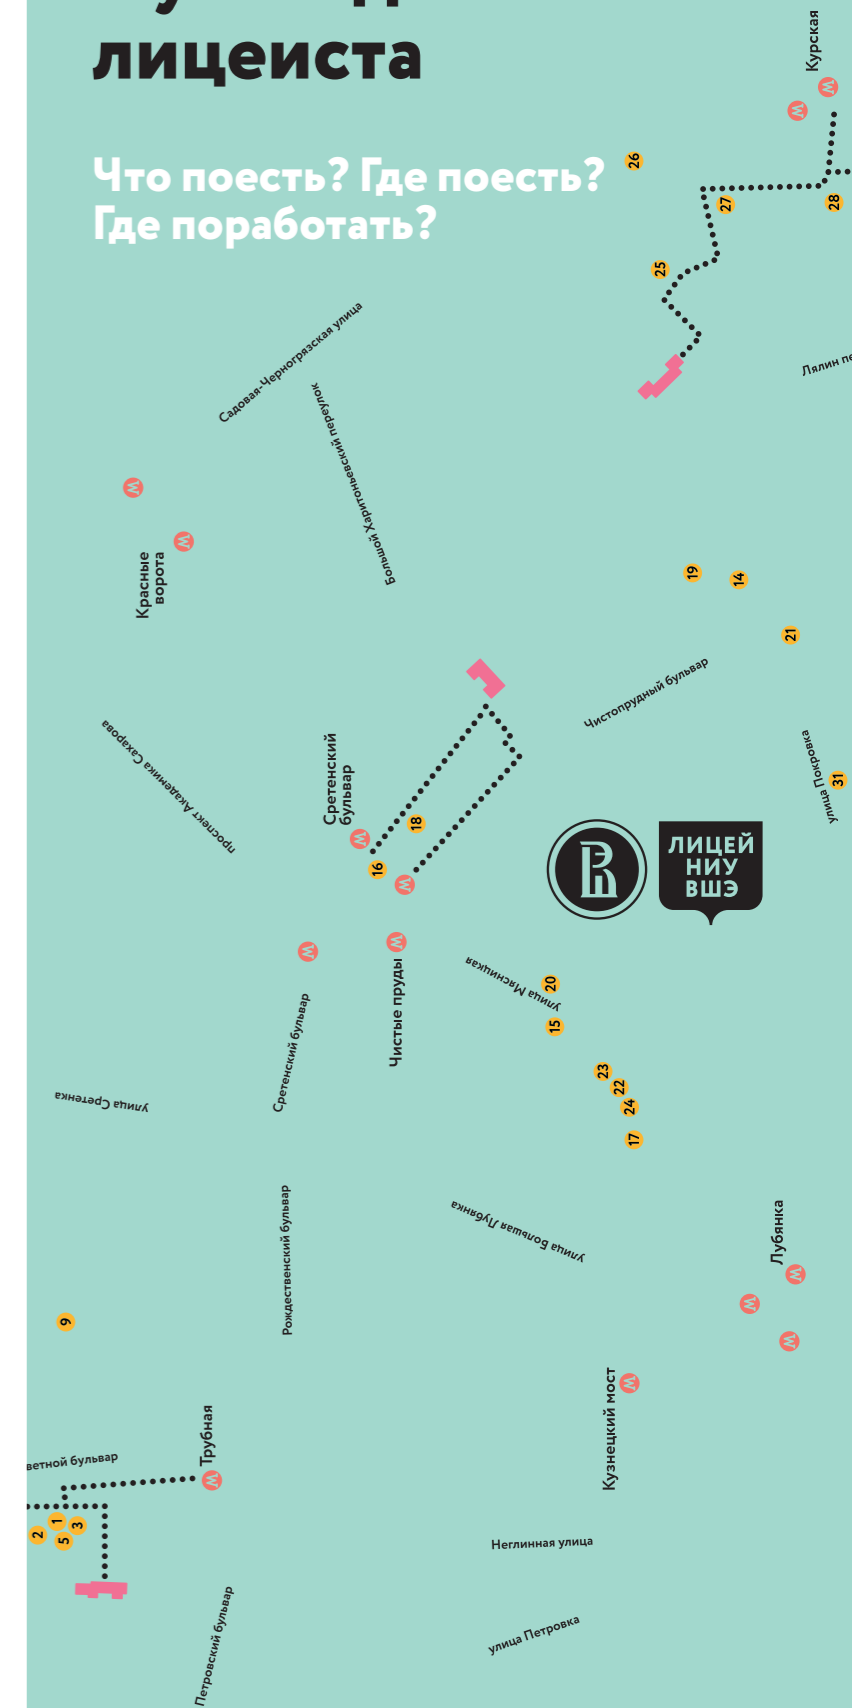 лицеиста
Что поесть? Где поесть?
Где поработать?
Курская
26
27
28
25
Садовая-Черногрязская улица
Большой Харитоньевский переулок
Лялин
Красные
ворота
19
14
21
Чистопрудный бульвар
проспект Академика Сахарова
Сретенский
бульвар
улица Покровка
31
18
16
ЛИЦЕЙ
НИУ
ВШЭ
Чистые пруды
улица Мясницкая
20
15
Сретенский бульвар
23
22
24
17
улица Сретенка
Рождественский бульвар
улица Большая Лубянка
Лубянка
9
Кузнецкий мост
Трубная
ветной бульвар
1
2
3
5
Неглинная улица
Петровский бульвар
улица Петровка